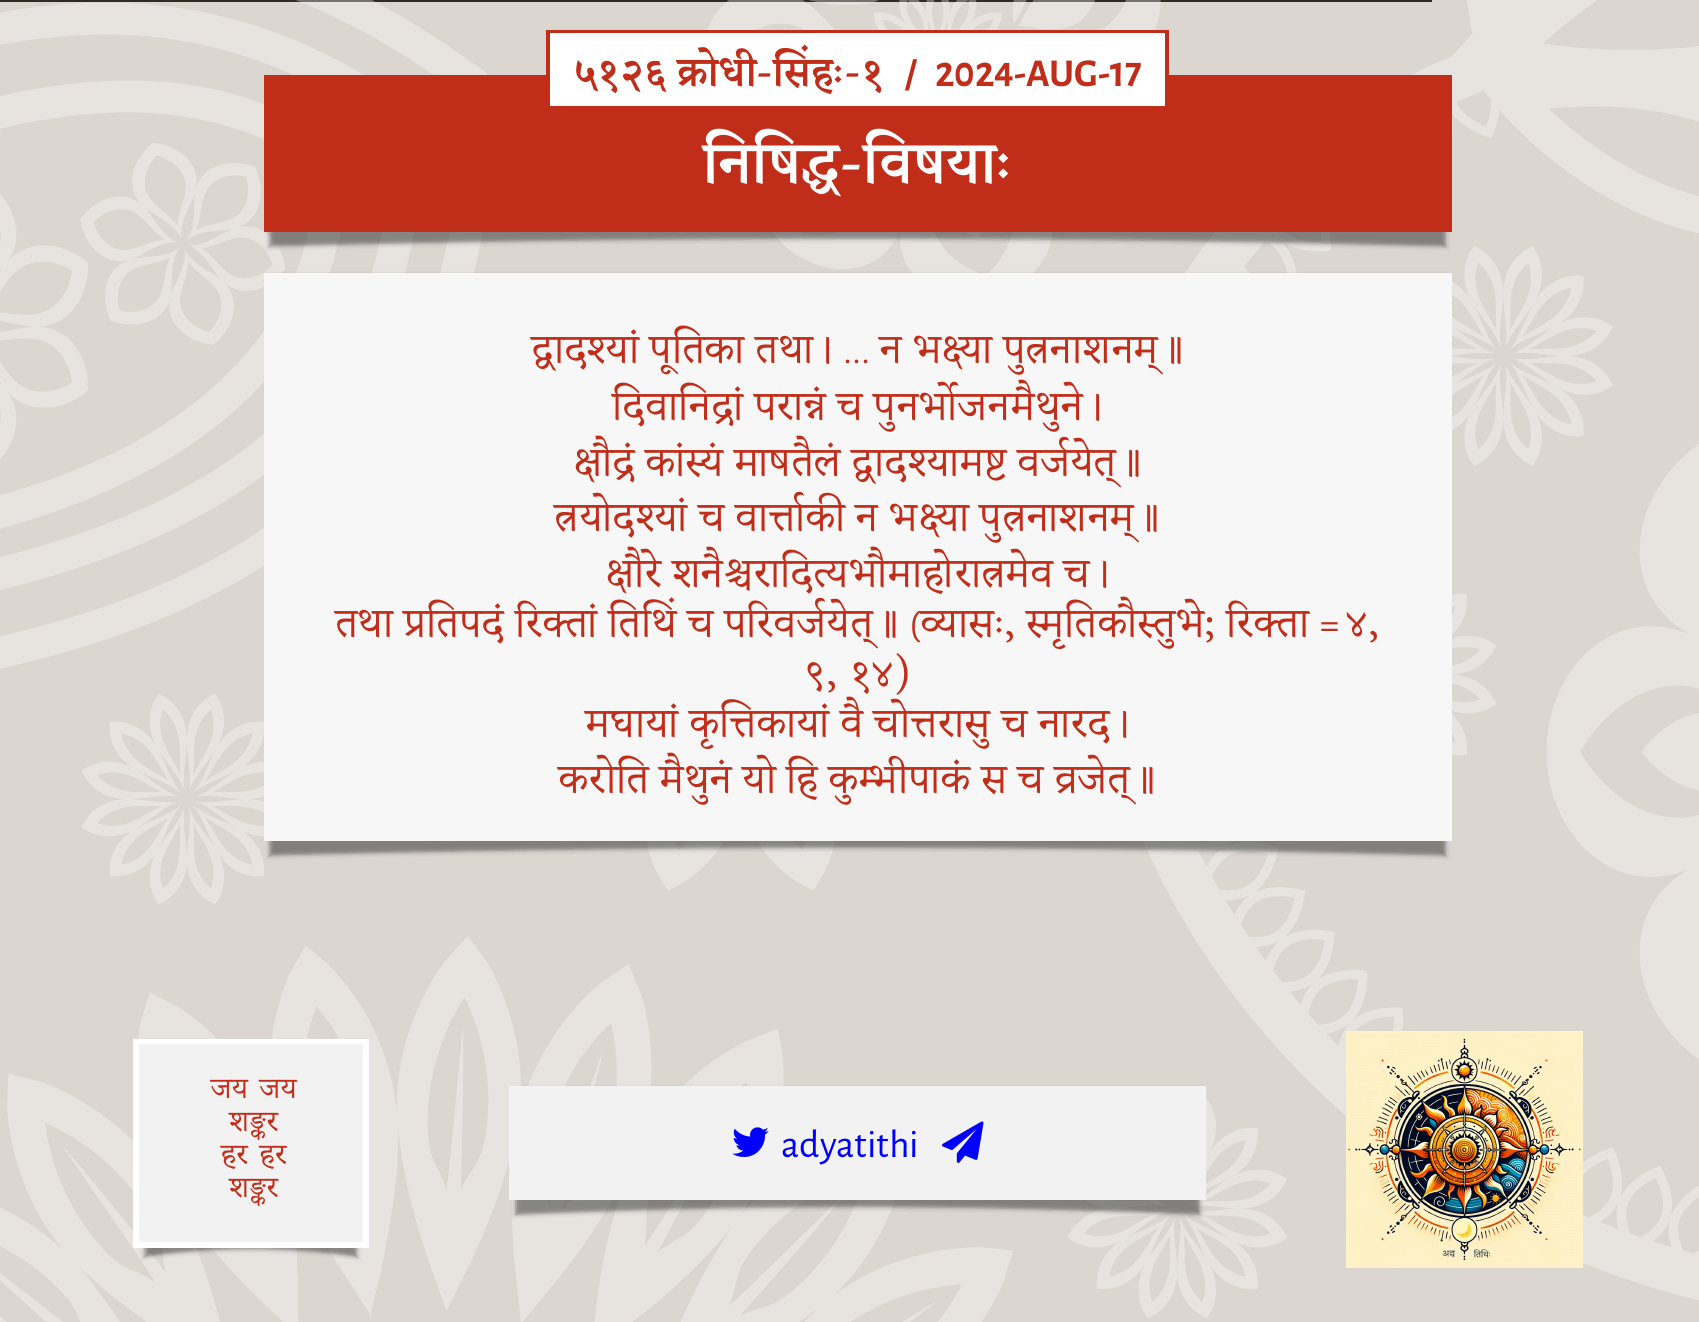 ५१२६ क्रोधी-सिंहः-१ / 2024-AUG-17
निषिद्ध-विषयाः
द्वादश्यां पूतिका तथा। … न भक्ष्या पुत्रनाशनम्॥
दिवानिद्रां परान्नं च पुनर्भोजनमैथुने।
क्षौद्रं कांस्यं माषतैलं द्वादश्यामष्ट वर्जयेत्॥
त्रयोदश्यां च वार्त्ताकी न भक्ष्या पुत्रनाशनम्॥
क्षौरे शनैश्चरादित्यभौमाहोरात्रमेव च।
तथा प्रतिपदं रिक्तां तिथिं च परिवर्जयेत्॥ (व्यासः, स्मृतिकौस्तुभे; रिक्ता = ४,
९, १४)
मघायां कृत्तिकायां वै चोत्तरासु च नारद।
करोति मैथुनं यो हि कुम्भीपाकं स च व्रजेत्॥
जय जय
शङ्कर
हर हर
शङ्कर
adyatithi
अद्य तिथिः